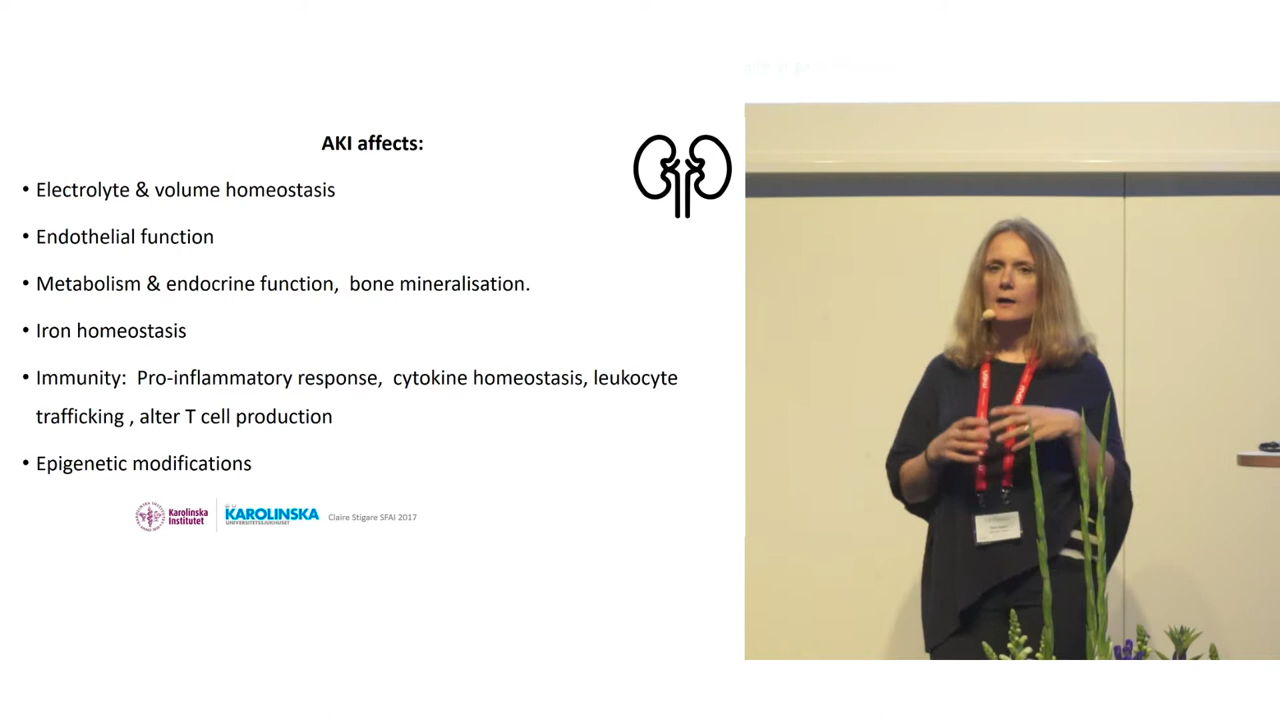 AKI affects:
• Electrolyte & volume homeostasis
• Endothelial function
• Metabolism & endocrine function, bone mineralisation.
• Iron homeostasis
• Immunity: Pro-inflammatory response, cytokine homeostasis, leukocyte
trafficking , alter T cell production
• Epigenetic modifications
Karolinska
Institutet
KAROLINSKA
UNIVERSITETSSJUKHUSET
Claire Stigare SFAI 2017